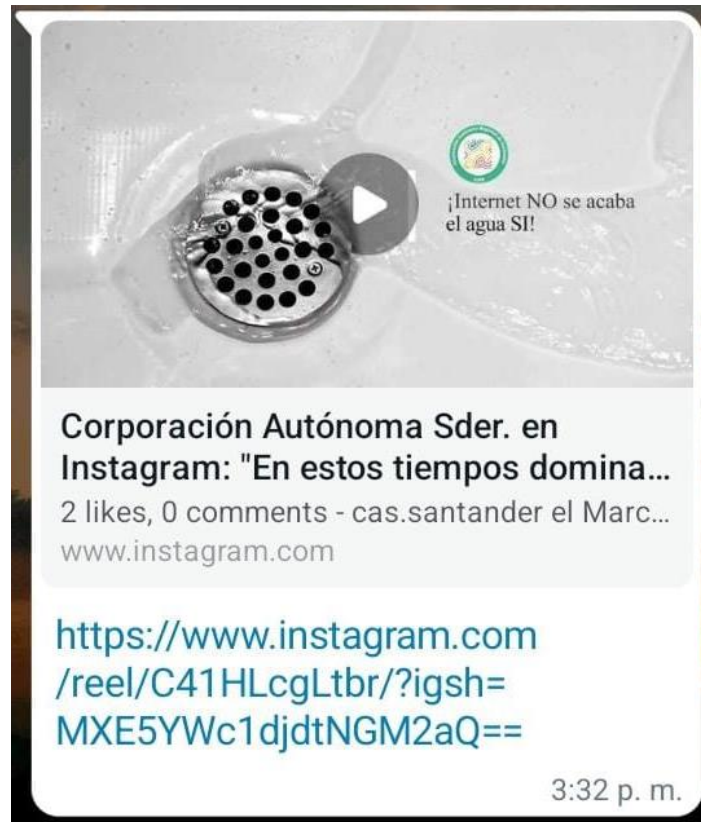 ¡Internet NO se acaba
el agua SI!
Corporación Autónoma Sder. en
Instagram: "En estos tiempos domina...
2 likes, 0 comments - cas.santander el Marc...
www.instagram.com
https://www.instagram.com
/reel/C41HLcgLtbr/?igsh=
MXE5YWc1djdtNGM2aQ==
3:32 p. m.